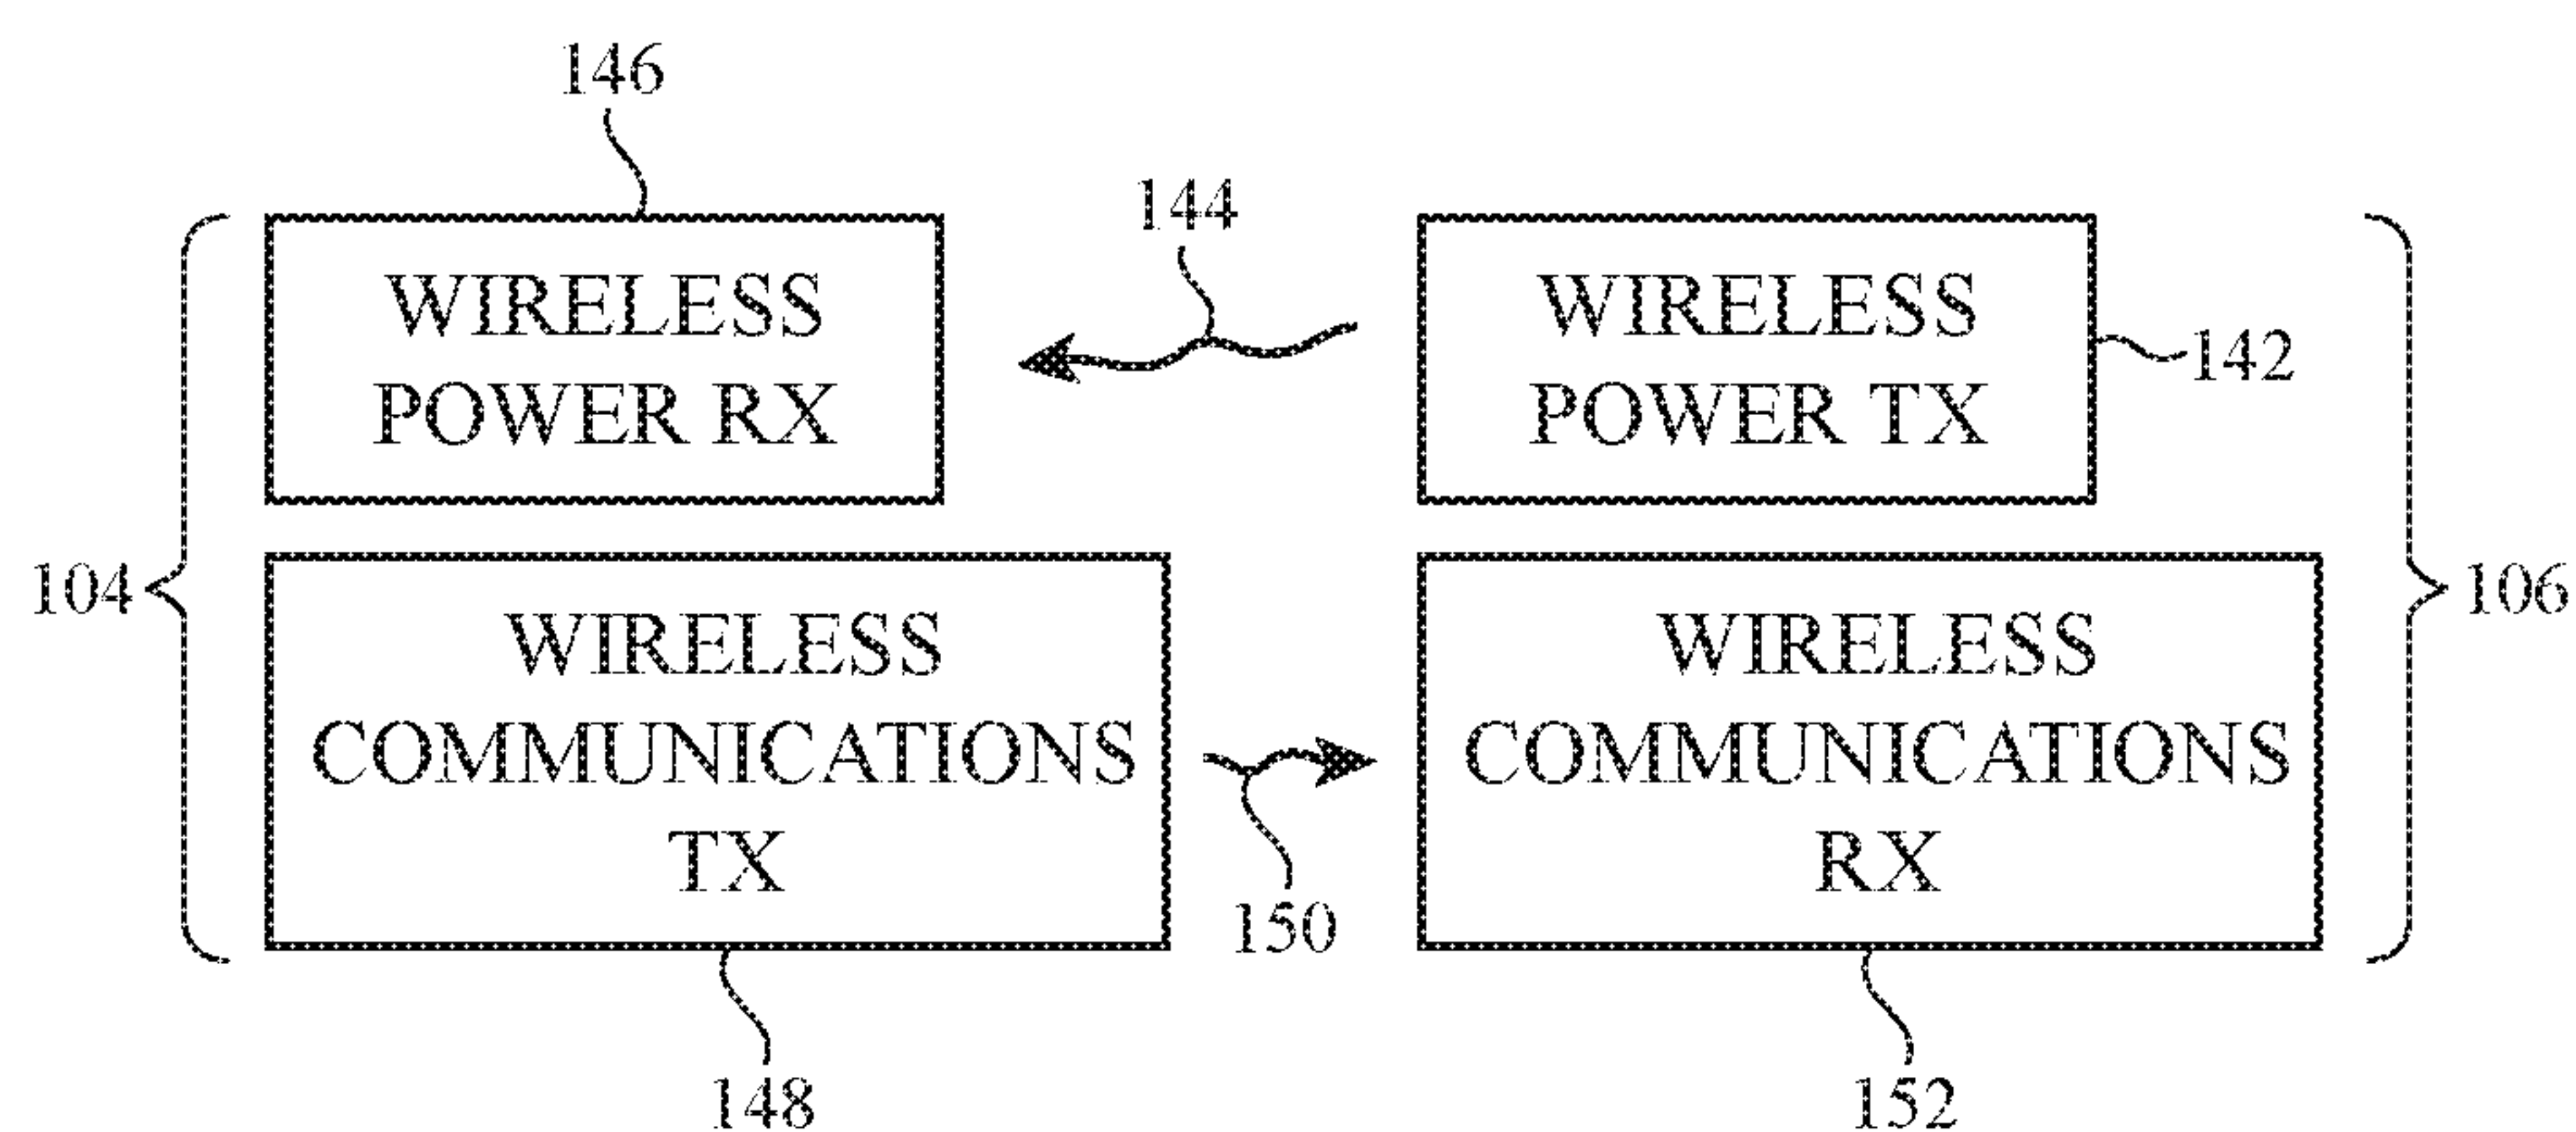 146
144
WIRELESS
POWER RX
WIRELESS
POWER TX
142
104
106
WIRELESS
COMMUNICATIONS
TX
WIRELESS
COMMUNICATIONS
RX
150
148
152